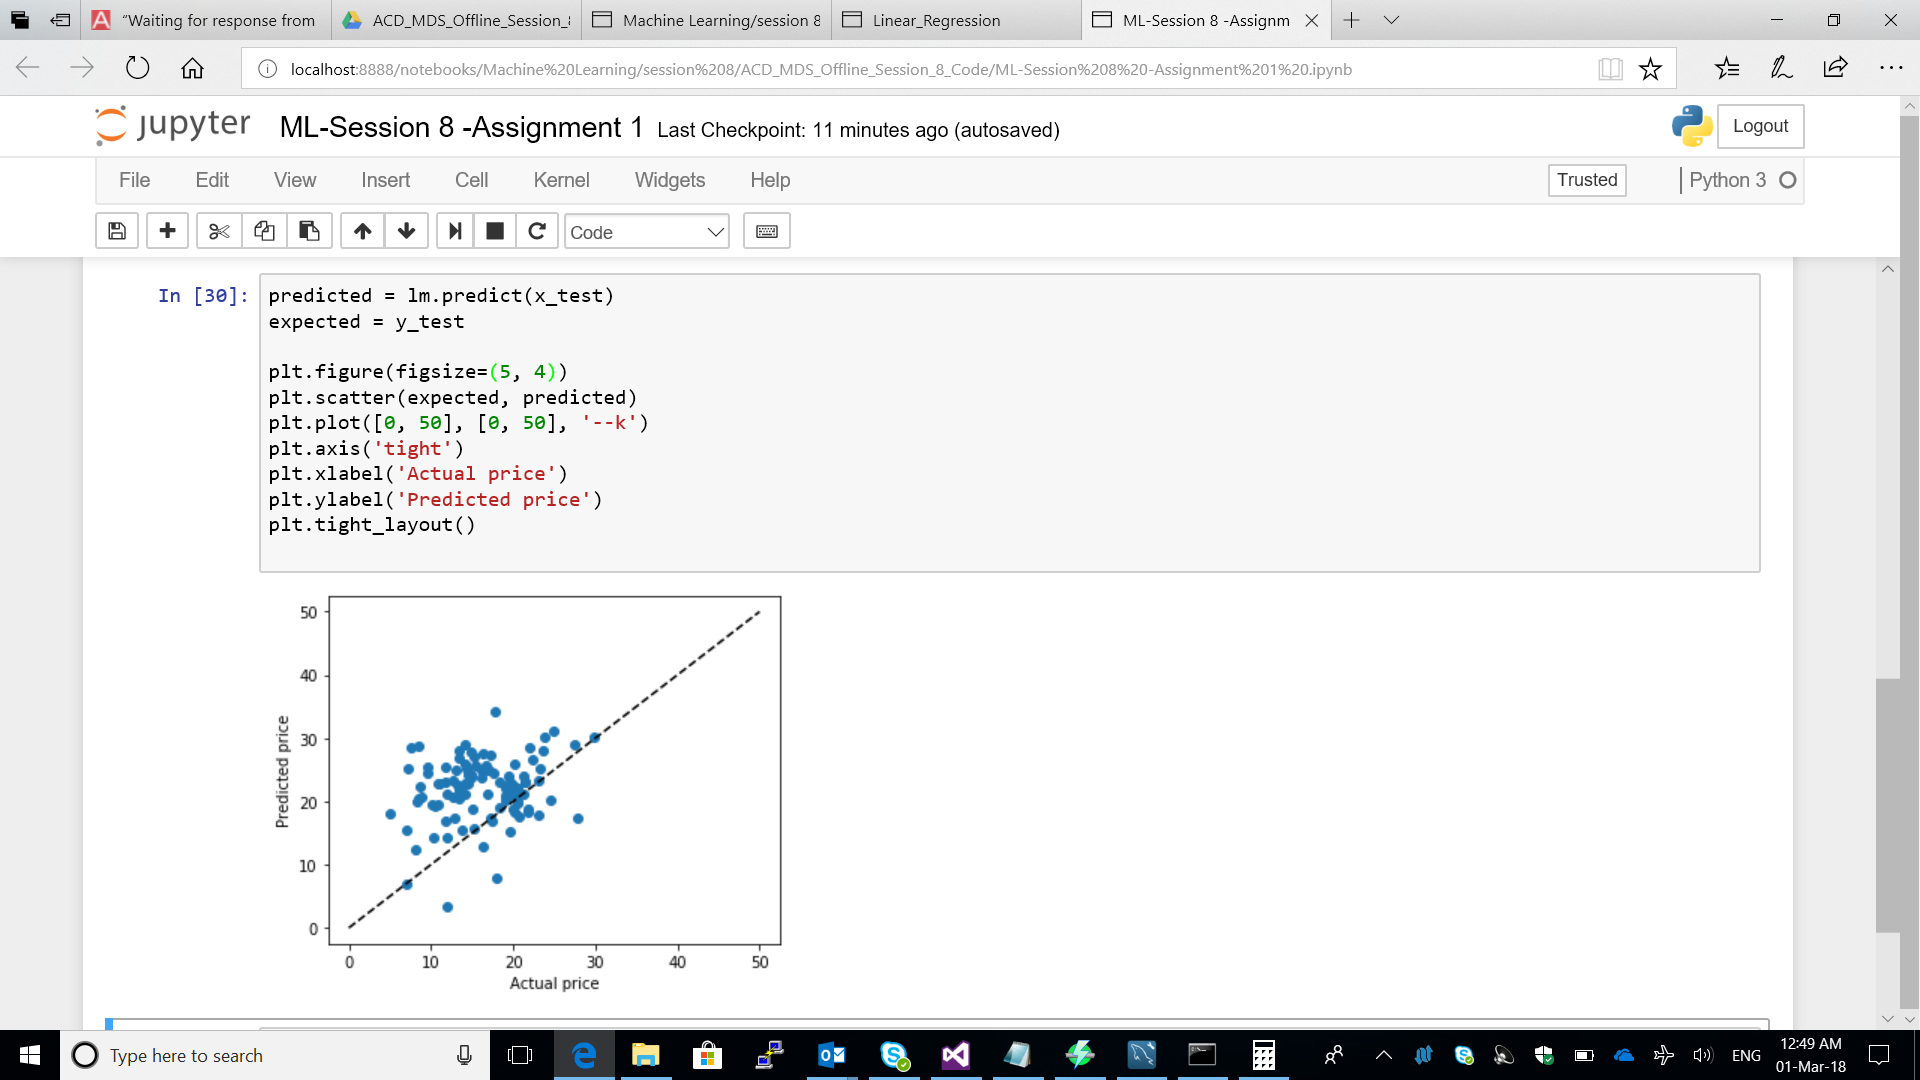 “Waiting for response from
ACD_MDS_Offline_Session_
Machine Learning/session 8
Linear_Regression
ML-Session 8 -Assignm
localhost:8888/notebooks/Machine%20Learning/session%208/ACD_MDS_Offline_Session_8_Code/ML-Session%208%20-Assignment%201%20.ipynb
jupyter ML-Session 8 -Assignment 1 Last Checkpoint: 11 minutes ago (autosaved)
Logout
File Edit View Insert Cell Kernel Widgets Help
Trusted
Python 3
Code
In [30]:
predicted = lm.predict(x_test)
expected = y_test
plt.figure(figsize=(5, 4))
plt.scatter(expected, predicted)
plt.plot([0, 50], [0, 50], '--k')
plt.axis('tight')
plt.xlabel('Actual price')
plt.ylabel('Predicted price')
plt.tight_layout()
50
40
30
20
10
0
Predicted price
0 10 20 30 40 50
Actual price
Type here to search
ENG
12:49 AM
01-Mar-18